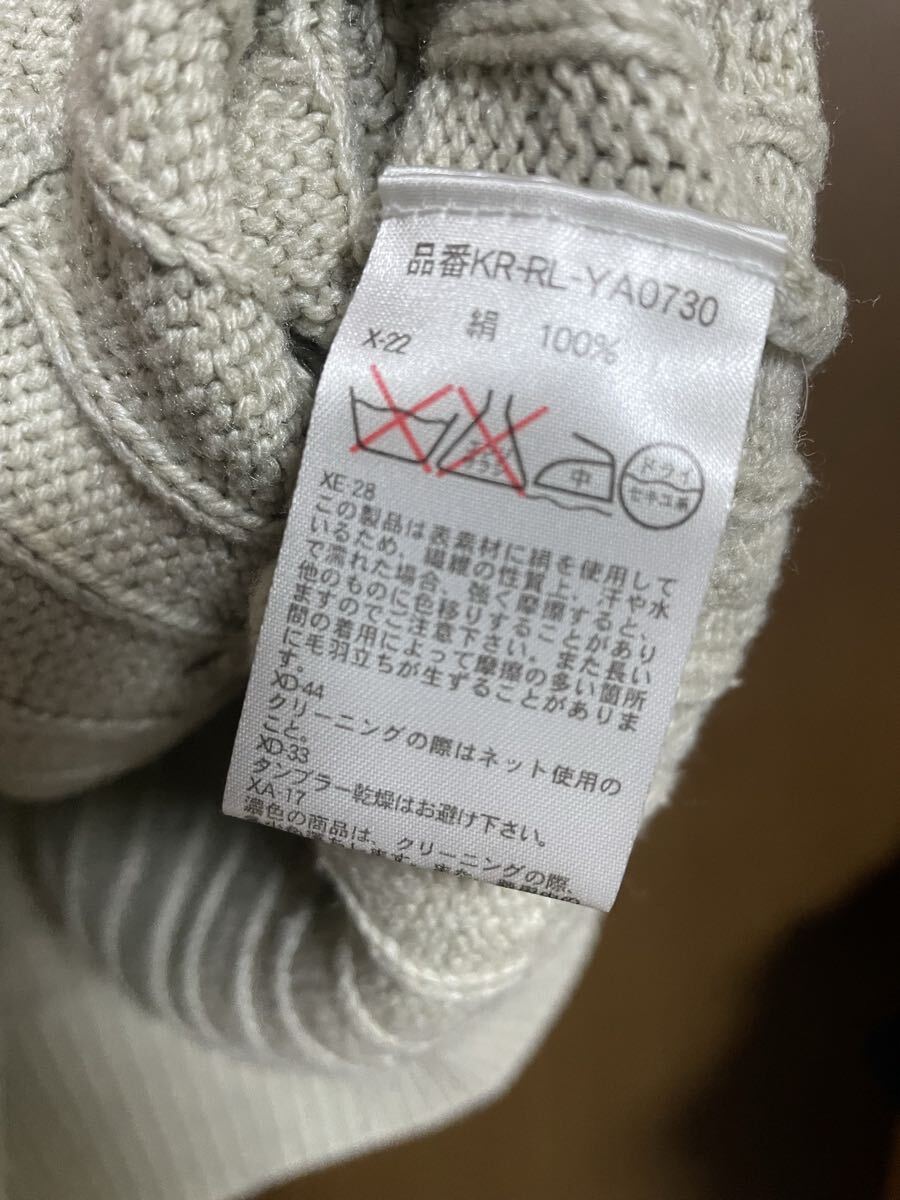 品番KR-RL-YA0730
絹 100%
X-22
中
ドライ
セキユ系
XE-28
この製品は表素材に絹を使用して
いるため、繊維の性質上、汗や水
で濡れた場合、強く摩擦すると、
他のものに色移りすることがあり
ますのでご注意下さい。また長い
間の着用によって摩擦の多い箇所
に毛羽立ちが生ずることがありま
す。
XD-44
クリーニングの際はネット使用の
こと。
XD-33
タンブラー乾燥はお避け下さい。
XA-17
濃色の商品は、クリーニングの際、